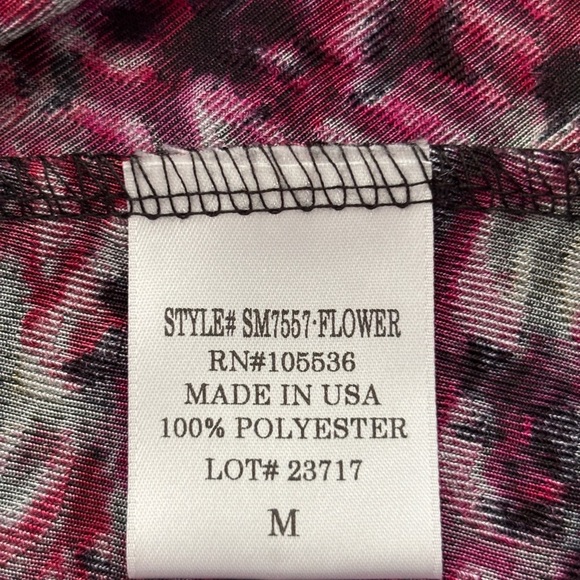 STYLE# SM7557·FLOWER
RN#105536
MADE IN USA
100% POLYESTER
LOT# 23717
M